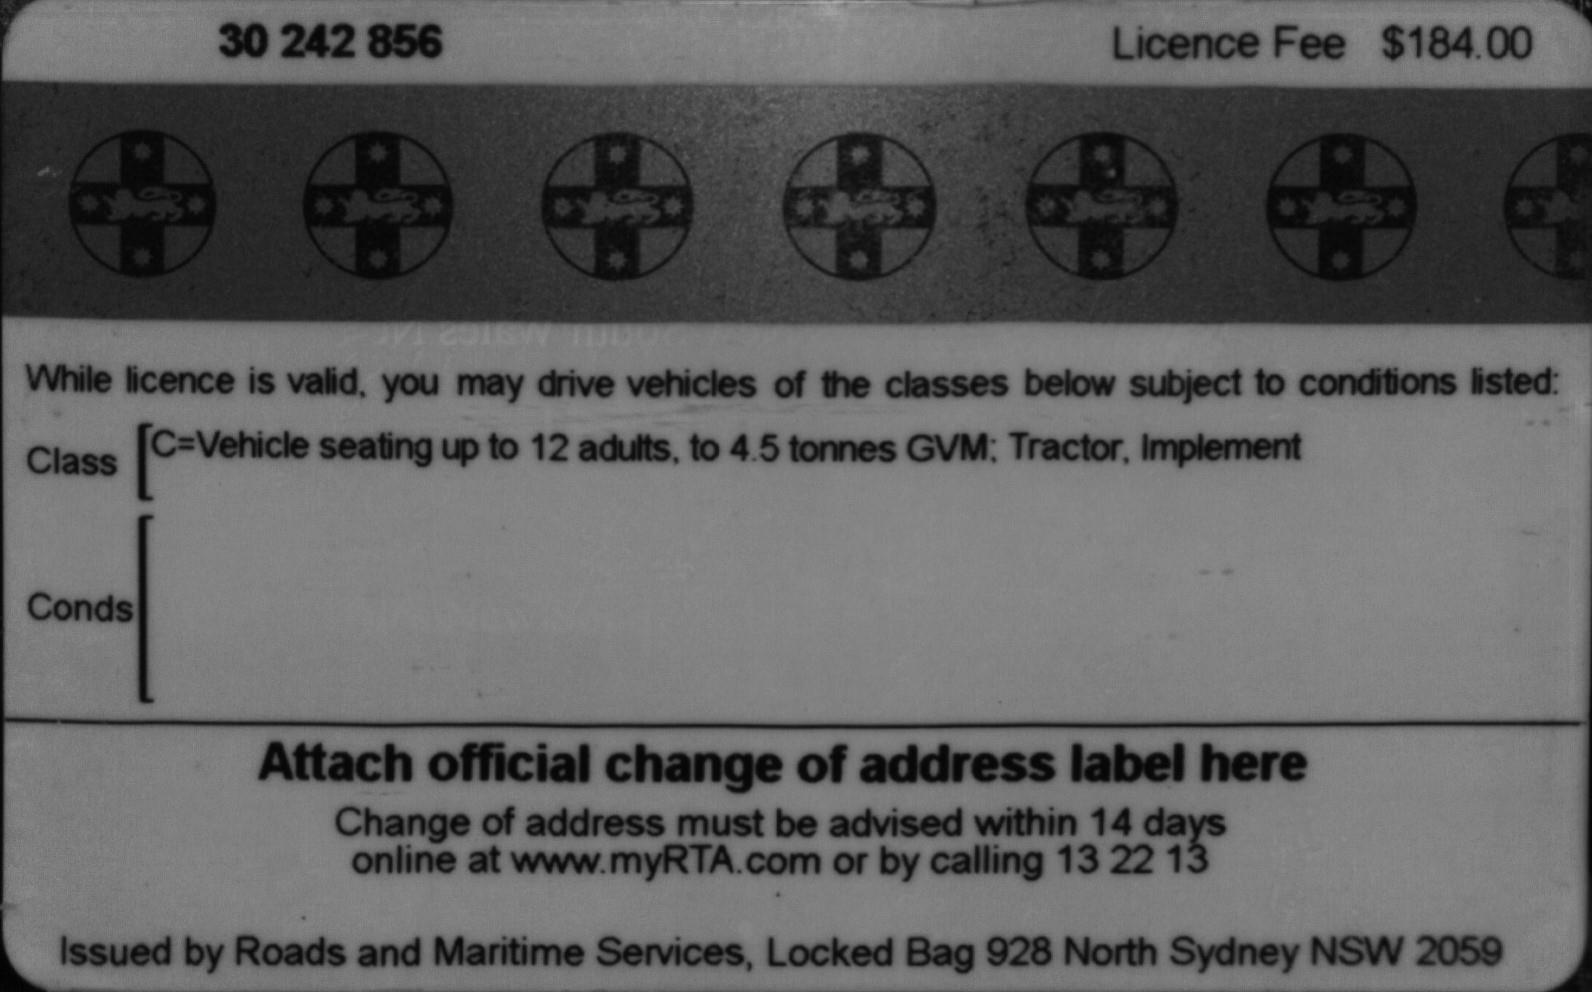 30 242 856 Licence Fee $184.00
While licence is valid, you may drive vehicles of the classes below subject to conditions listed:
Class [C=Vehicle seating up to 12 adults, to 4.5 tonnes GVM; Tractor, Implement
Conds [
Attach official change of address label here
Change of address must be advised within 14 days
online at www.myRTA.com or by calling 13 22 13
Issued by Roads and Maritime Services, Locked Bag 928 North Sydney NSW 2059